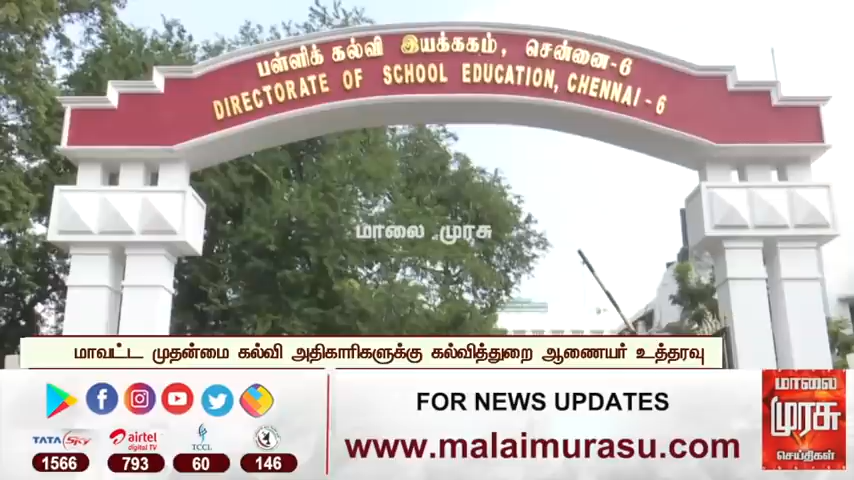 பள்ளிக் கல்வி இயக்ககம், சென்னை-6
DIRECTORATE OF SCHOOL EDUCATION, CHENNAI - 6
மாலை முரசு
மாவட்ட முதன்மை கல்வி அதிகாரிகளுக்கு கல்வித்துறை ஆணையர் உத்தரவு
FOR NEWS UPDATES
www.malaimurasu.com
TATA SKY
airtel
digital TV
TCCL
1566
793
60
146
மாலை
முரசு
செய்திகள்